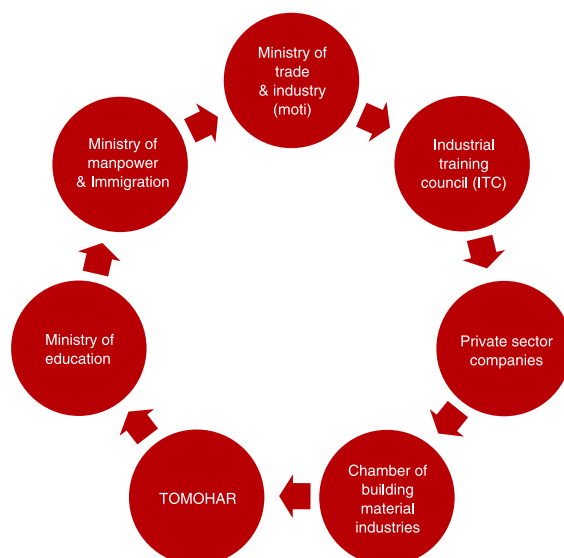 Ministry of
trade
& industry
(moti)
Industrial
training
council (ITC)
Private sector
companies
Chamber of
building
material
industries
TOMOHAR
Ministry of
education
Ministry of
manpower
& Immigration